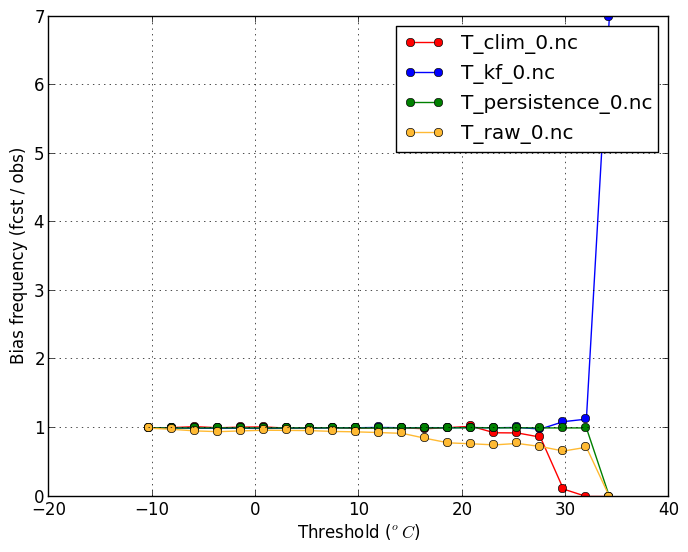 Bias frequency (fcst / obs)
7
6
5
4
3
2
1
0
T_clim_0.nc
T_kf_0.nc
T_persistence_0.nc
T_raw_0.nc
−20 −10 0 10 20 30 40
Threshold (°C)